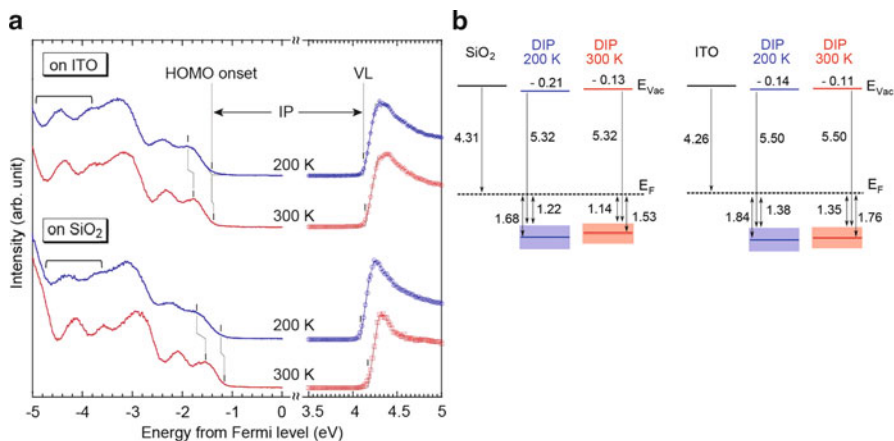 a
on ITO
HOMO onset
VL
IP
200 K
300 K
on SiO₂
200 K
300 K
Intensity (arb. unit)
-5 -4 -3 -2 -1 0 3.5 4 4.5 5
Energy from Fermi level (eV)
b
SiO₂ DIP 200 K DIP 300 K
- 0.21 - 0.13 E_Vac
4.31 5.32 5.32
E_F
1.68 1.22 1.14 1.53
ITO DIP 200 K DIP 300 K
- 0.14 - 0.11 E_Vac
4.26 5.50 5.50
E_F
1.84 1.38 1.35 1.76